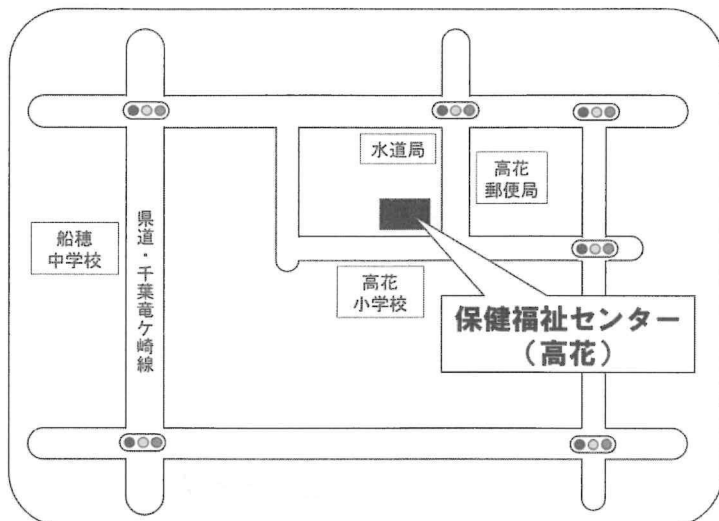 水道局
高花
郵便局
船穂
中学校
県道・千葉竜ケ崎線
高花
小学校
保健福祉センター
（高花）